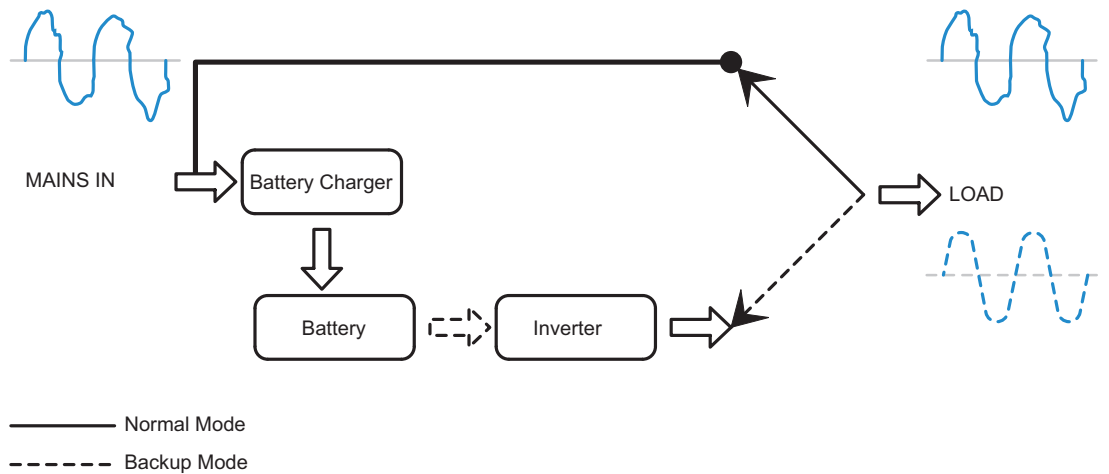 MAINS IN
Battery Charger
LOAD
Battery
Inverter
Normal Mode
Backup Mode